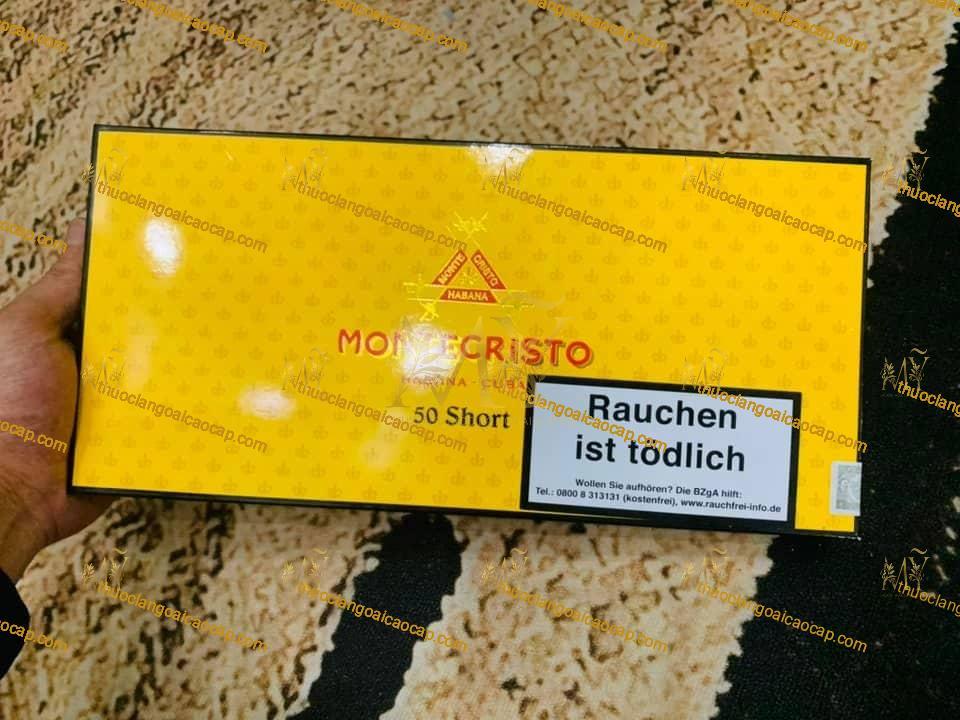 MONTE CRISTO
HABANA
MONTECRISTO
HABANA - CUBA
50 Short
Rauchen
ist tödlich
Wollen Sie aufhören? Die BZgA hilft:
Tel.: 0800 8 313131 (kostenfrei), www.rauchfrei-info.de
thuoclangoaicaocap.com